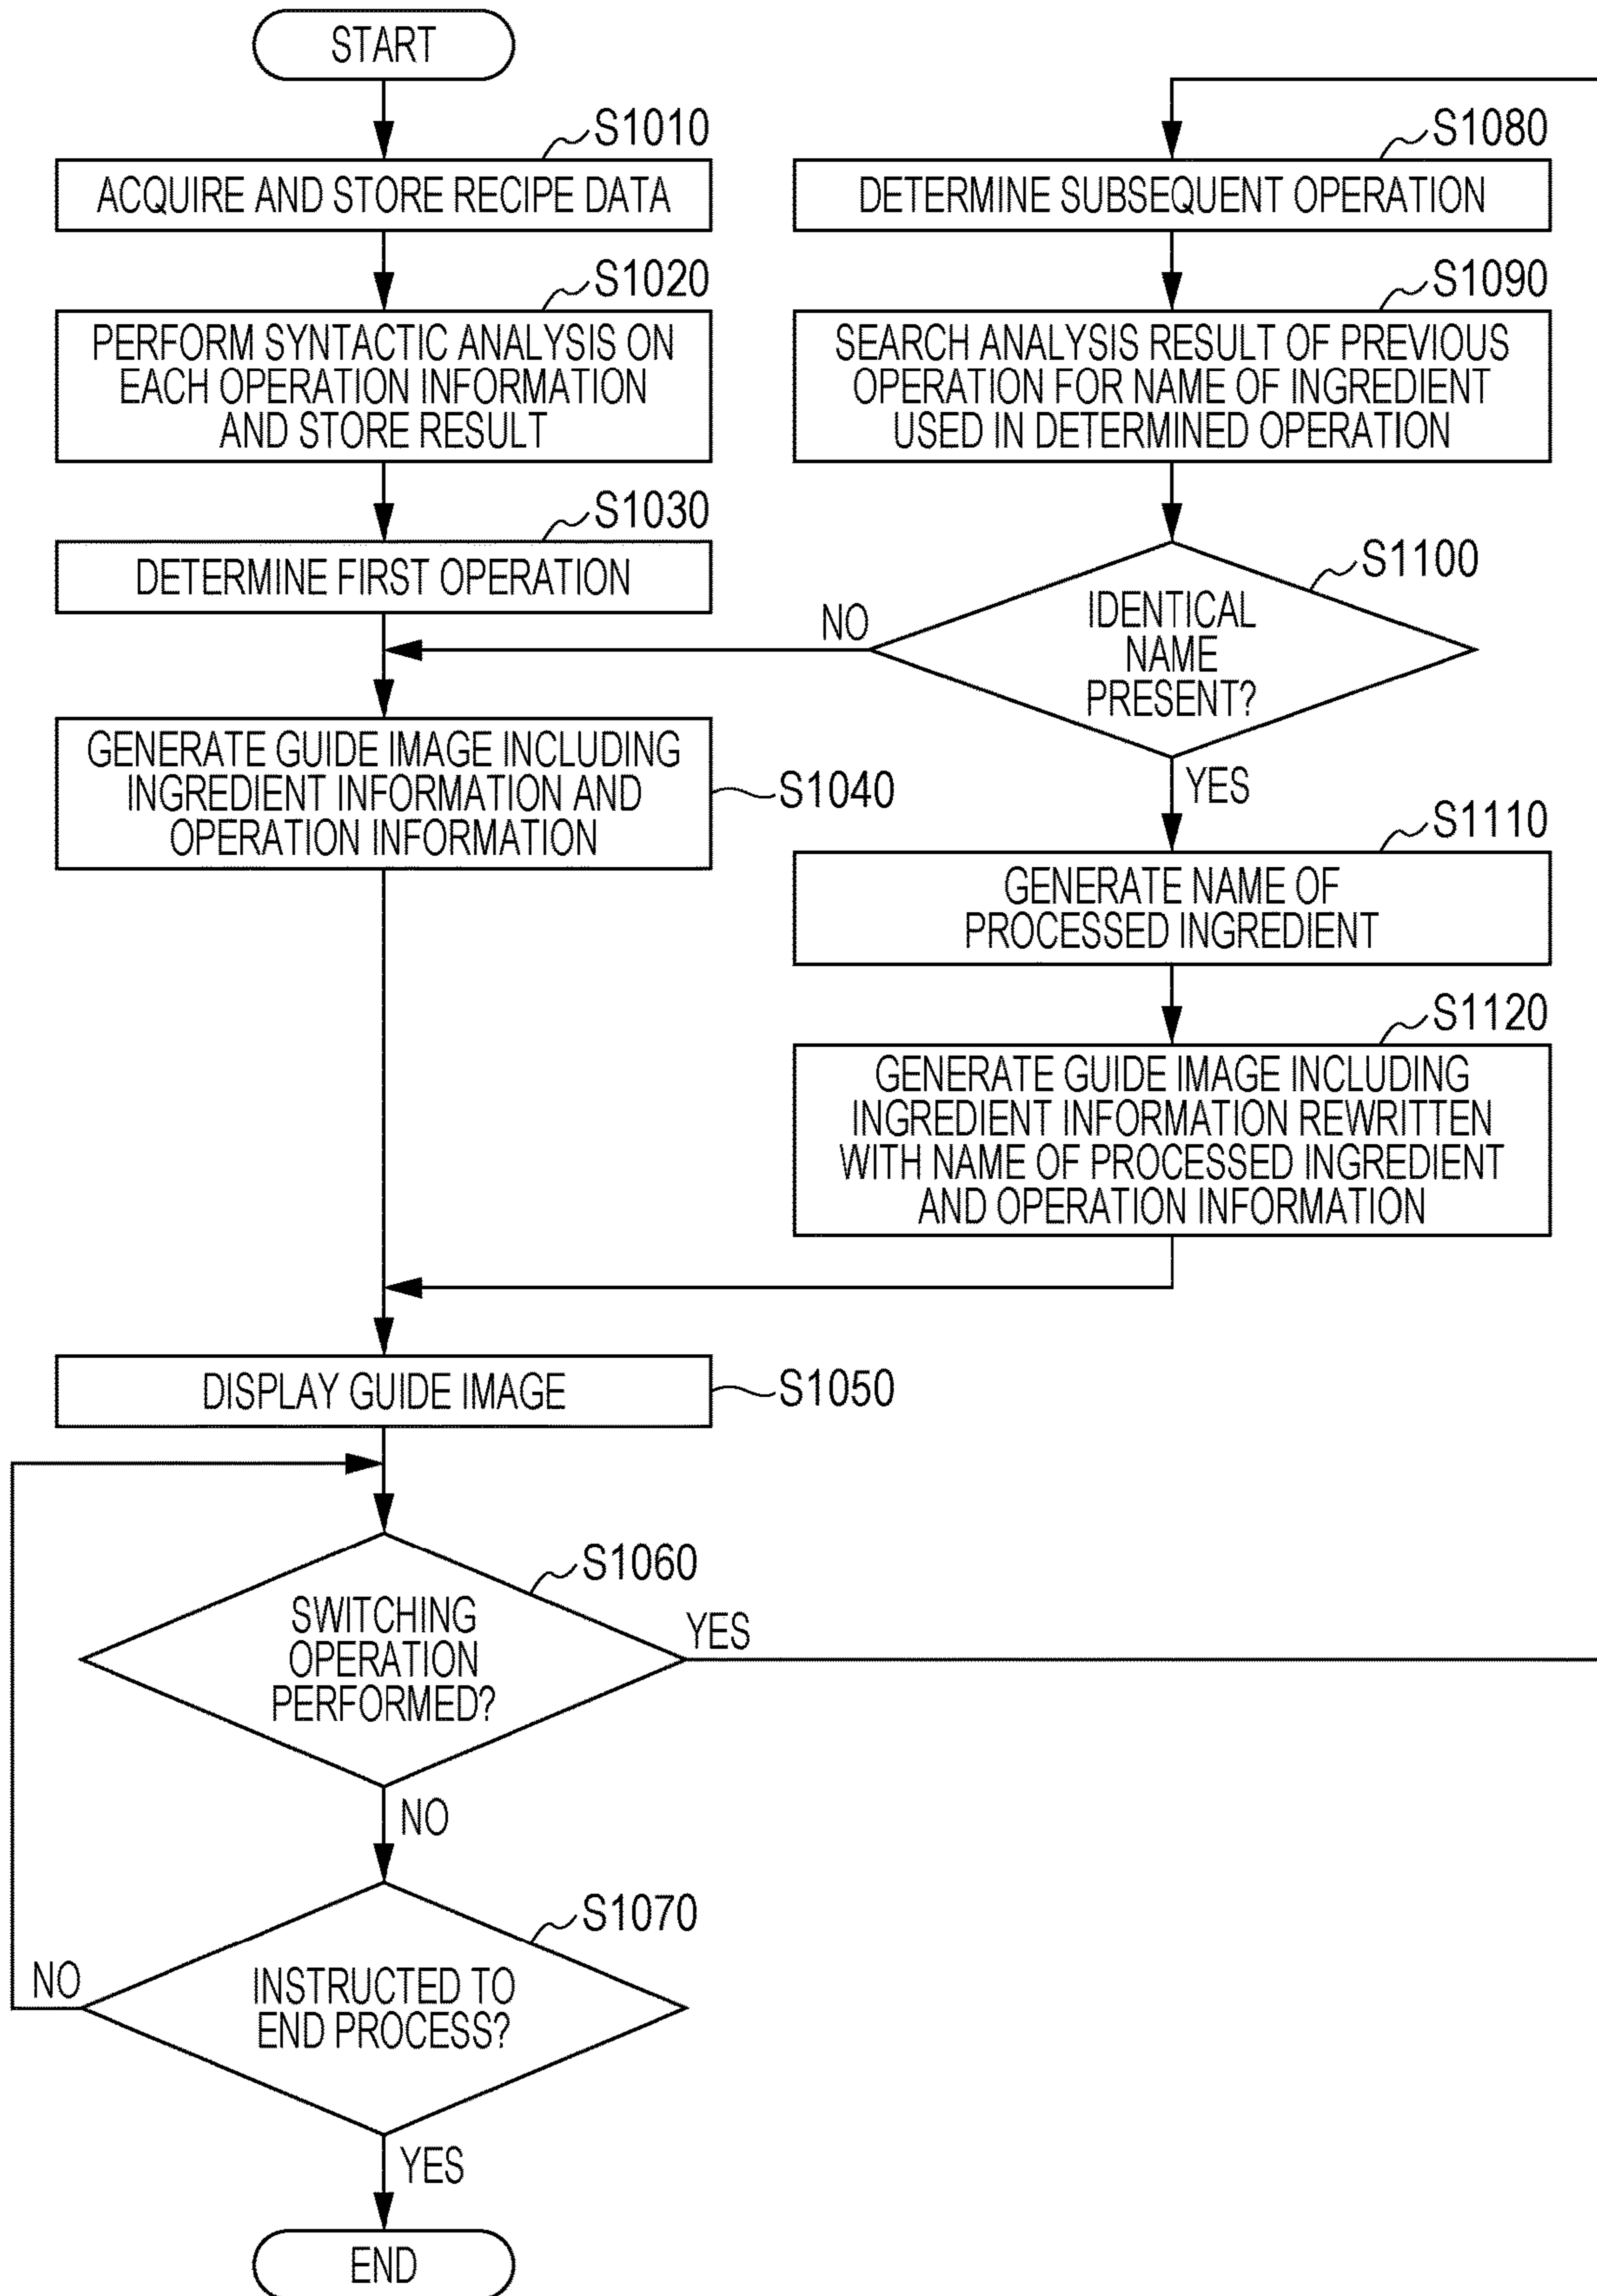 START
S1010
ACQUIRE AND STORE RECIPE DATA
S1020
PERFORM SYNTACTIC ANALYSIS ON
EACH OPERATION INFORMATION
AND STORE RESULT
S1030
DETERMINE FIRST OPERATION
GENERATE GUIDE IMAGE INCLUDING
INGREDIENT INFORMATION AND
OPERATION INFORMATION
S1040
DISPLAY GUIDE IMAGE
S1050
S1060
SWITCHING
OPERATION
PERFORMED?
YES
NO
S1070
INSTRUCTED TO
END PROCESS?
NO
YES
END
S1080
DETERMINE SUBSEQUENT OPERATION
S1090
SEARCH ANALYSIS RESULT OF PREVIOUS
OPERATION FOR NAME OF INGREDIENT
USED IN DETERMINED OPERATION
S1100
IDENTICAL
NAME
PRESENT?
NO
YES
S1110
GENERATE NAME OF
PROCESSED INGREDIENT
S1120
GENERATE GUIDE IMAGE INCLUDING
INGREDIENT INFORMATION REWRITTEN
WITH NAME OF PROCESSED INGREDIENT
AND OPERATION INFORMATION